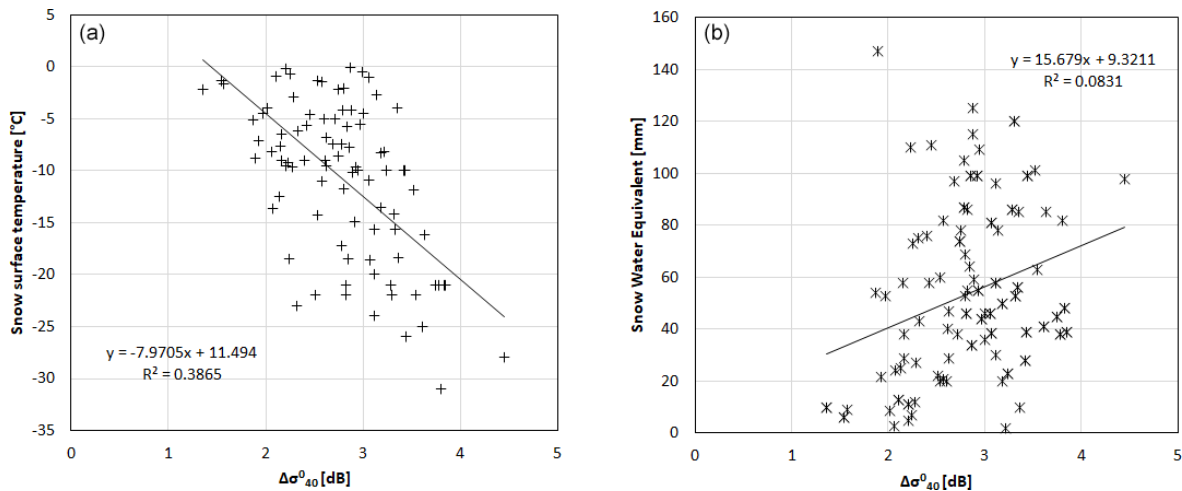 (a)
5
0
-5
-10
-15
-20
-25
-30
-35
Snow surface temperature [°C]
y = -7.9705x + 11.494
R² = 0.3865
0 1 2 3 4 5
Δσ⁰₄₀ [dB]
(b)
160
140
120
100
80
60
40
20
0
Snow Water Equivalent [mm]
y = 15.679x + 9.3211
R² = 0.0831
0 1 2 3 4 5
Δσ⁰₄₀ [dB]